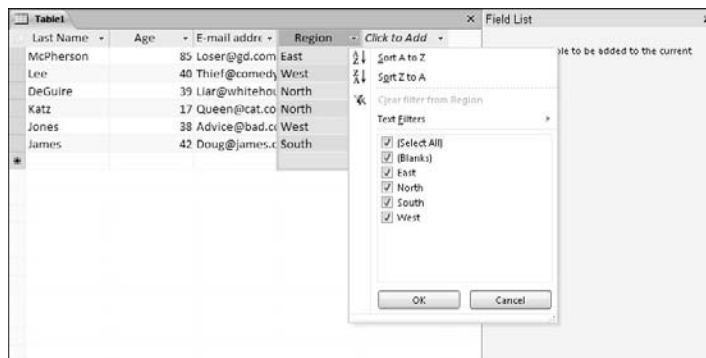 Table1 × Field List
Last Name Age E-mail addre Region Click to Add
McPherson 85 Loser@gd.com East
Lee 40 Thief@comedy West
DeGuire 39 Liar@whitehou North
Katz 17 Queen@cat.co North
Jones 38 Advice@bad.c West
James 42 Doug@james.c South
Sort A to Z
Sort Z to A
Clear filter from Region
Text Filters
(Select All)
(Blanks)
East
North
South
West
OK Cancel
to be added to the current